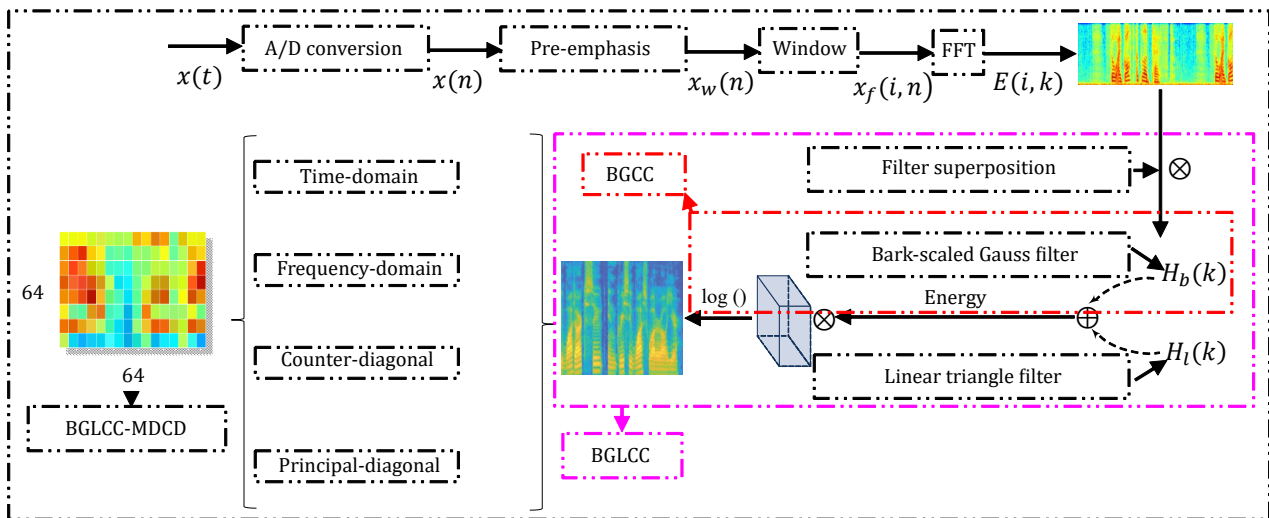 A/D conversion
Pre-emphasis
Window
FFT
x(t)
x(n)
x_w(n)
x_f(i, n)
E(i, k)
Time-domain
Frequency-domain
Counter-diagonal
Principal-diagonal
64
64
BGLCC-MDCD
BGCC
Filter superposition
⊗
Bark-scaled Gauss filter
H_b(k)
log ()
Energy
⊗
⊕
H_l(k)
Linear triangle filter
BGLCC